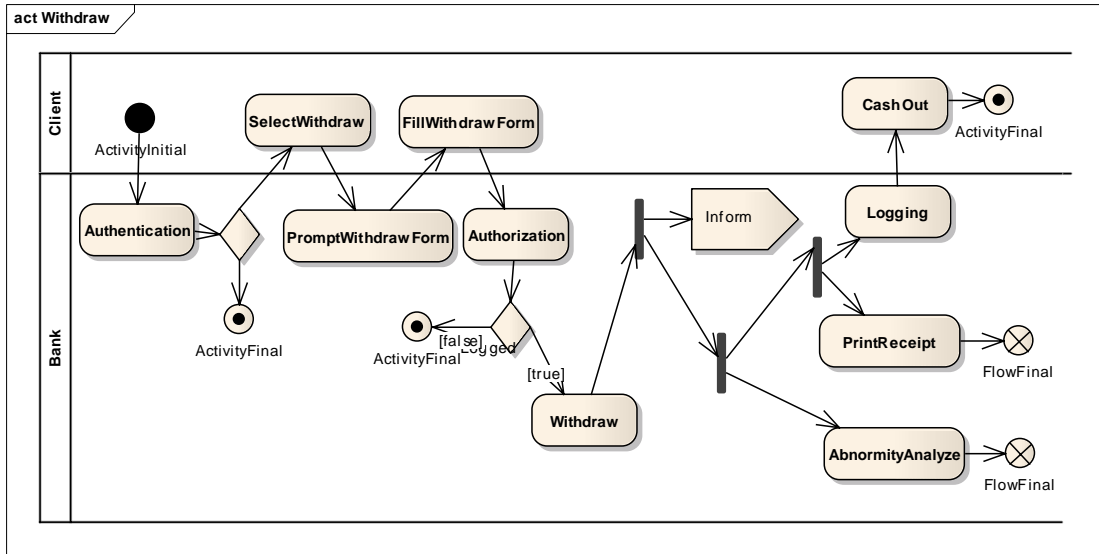 act Withdraw
Client
ActivityInitial
SelectWithdraw
FillWithdrawForm
CashOut
ActivityFinal
Bank
Authentication
PromptWithdrawForm
Authorization
Inform
Logging
ActivityFinal
ActivityFinal
[false]
Logged
[true]
PrintReceipt
FlowFinal
Withdraw
AbnormityAnalyze
FlowFinal